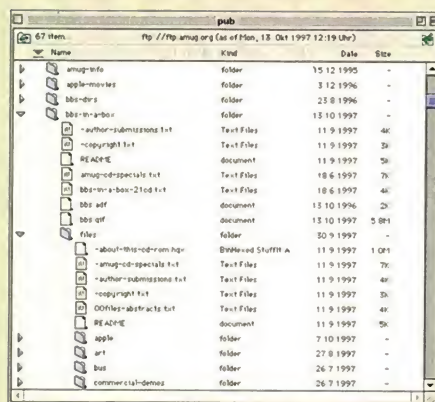 pub
67 item ftp //ftp amug org (as of Mon, 13 Okt 1997 12:19 Uhr)
Name Kind Date Size
amug-info folder 15 12 1995 -
apple-movies folder 3 12 1996 -
bbs-dirs folder 23 8 1996 -
bbs-in-a-box folder 13 10 1997 -
-author-submissions txt Text Files 11 9 1997 4K
-copyright txt Text Files 11 9 1997 3K
README document 11 9 1997 5K
amug-cd-specials txt Text Files 18 6 1997 7K
bbs-in-a-box-21cd txt Text Files 18 6 1997 4K
bbs adf document 13 10 1996 2K
bbs qif document 13 10 1997 5 8M
files folder 30 9 1997 -
-about-this-cd-rom hqx BinHexed StuffIt A 11 9 1997 1 0M
-amug-cd-specials txt Text Files 11 9 1997 7K
-author-submissions txt Text Files 11 9 1997 4K
-copyright txt Text Files 11 9 1997 3K
00files-abstracts txt Text Files 11 9 1997 4K
README document 11 9 1997 5K
apple folder 7 10 1997 -
art folder 27 8 1997 -
bus folder 26 7 1997 -
commercial-demos folder 26 7 1997 -